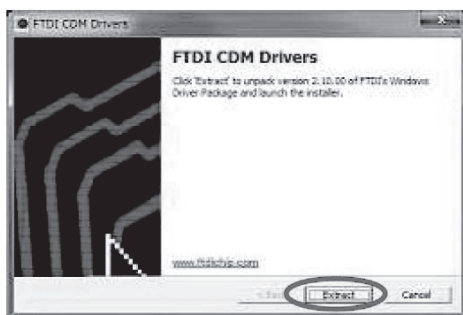 FTDI CDM Drivers
FTDI CDM Drivers
Click 'Extract' to unpack version 2.10.00 of FTDI's Windows
Driver Package and launch the installer.
www.ftdichip.com
< Back
Extract
Cancel